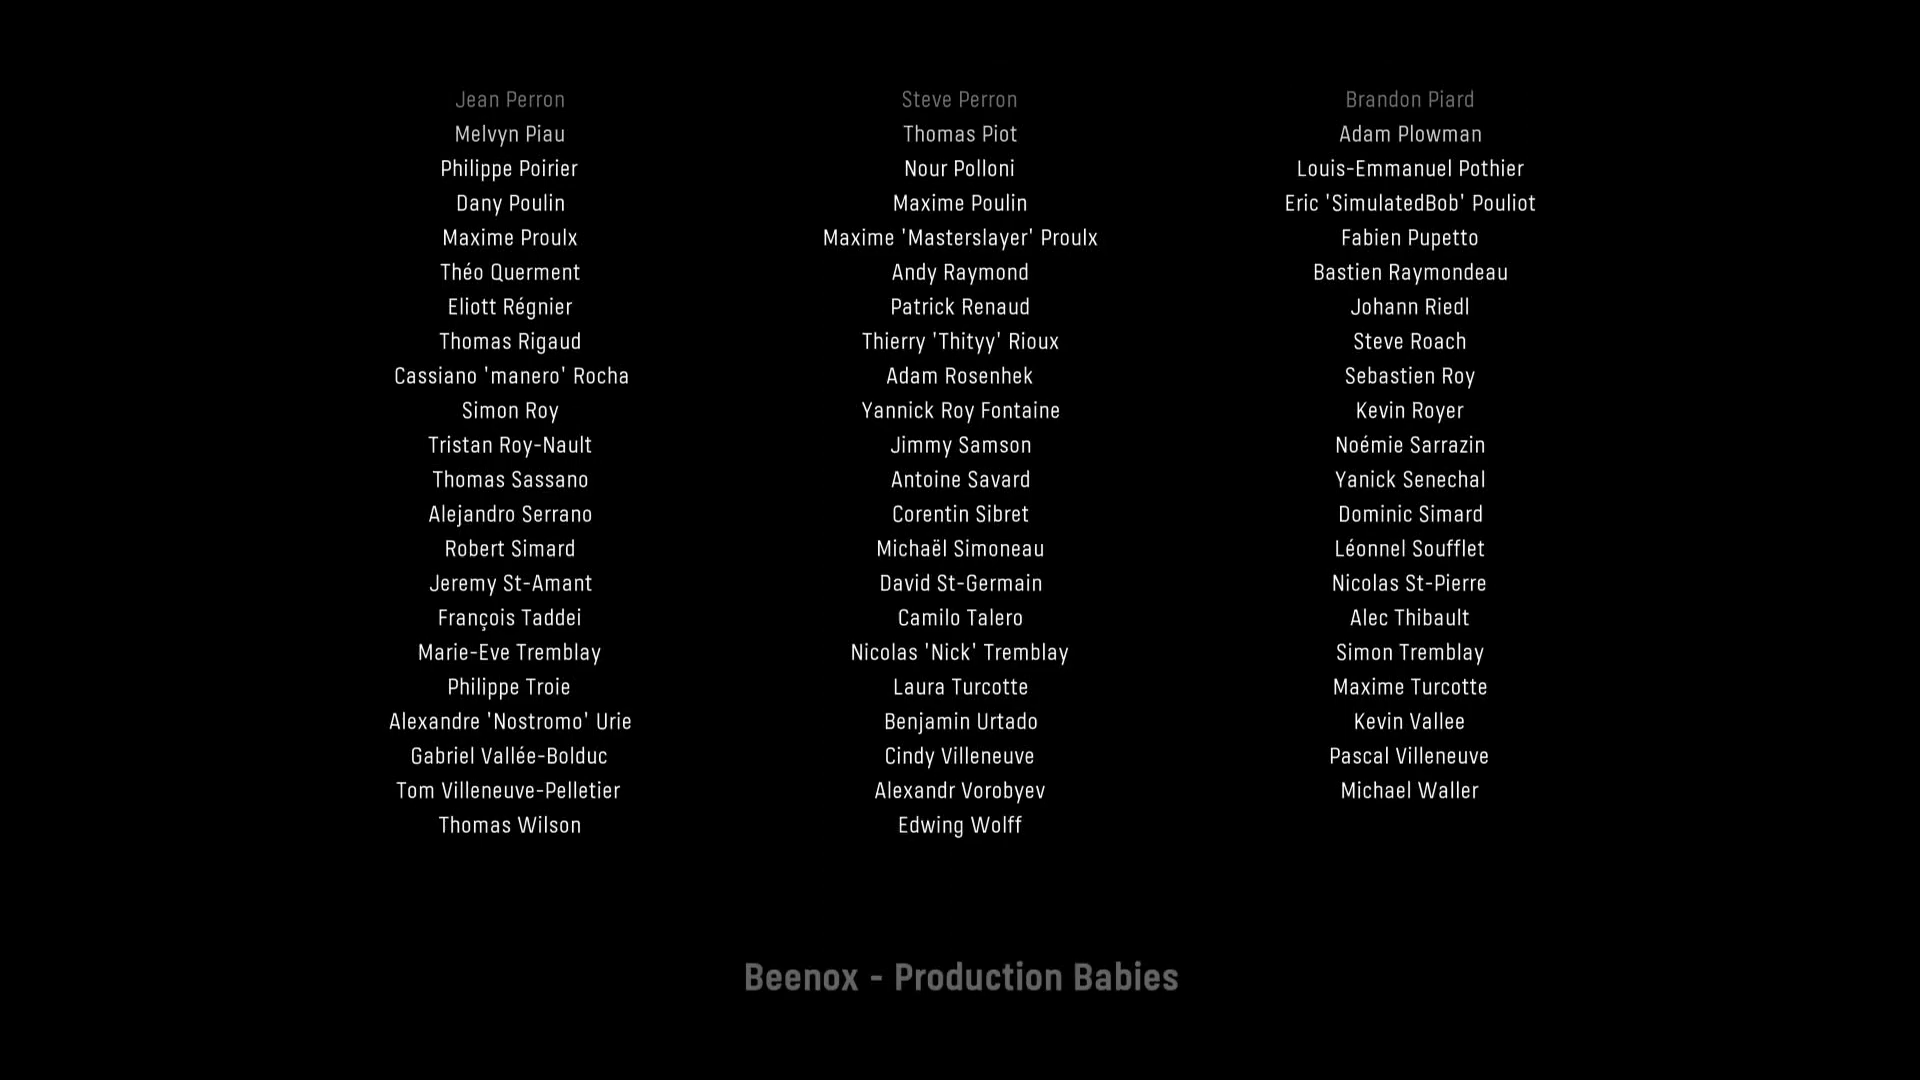 Jean Perron Steve Perron Brandon Piard
Melvyn Piau Thomas Piot Adam Plowman
Philippe Poirier Nour Polloni Louis-Emmanuel Pothier
Dany Poulin Maxime Poulin Eric 'SimulatedBob' Pouliot
Maxime Proulx Maxime 'Masterslayer' Proulx Fabien Pupetto
Théo Querment Andy Raymond Bastien Raymondeau
Eliott Régnier Patrick Renaud Johann Riedl
Thomas Rigaud Thierry 'Thityy' Rioux Steve Roach
Cassiano 'manero' Rocha Adam Rosenhek Sebastien Roy
Simon Roy Yannick Roy Fontaine Kevin Royer
Tristan Roy-Nault Jimmy Samson Noémie Sarrazin
Thomas Sassano Antoine Savard Yanick Senechal
Alejandro Serrano Corentin Sibret Dominic Simard
Robert Simard Michaël Simoneau Léonnel Soufflet
Jeremy St-Amant David St-Germain Nicolas St-Pierre
François Taddei Camilo Talero Alec Thibault
Marie-Eve Tremblay Nicolas 'Nick' Tremblay Simon Tremblay
Philippe Troie Laura Turcotte Maxime Turcotte
Alexandre 'Nostromo' Urie Benjamin Urtado Kevin Vallee
Gabriel Vallée-Bolduc Cindy Villeneuve Pascal Villeneuve
Tom Villeneuve-Pelletier Alexandr Vorobyev Michael Waller
Thomas Wilson Edwing Wolff
Beenox - Production Babies